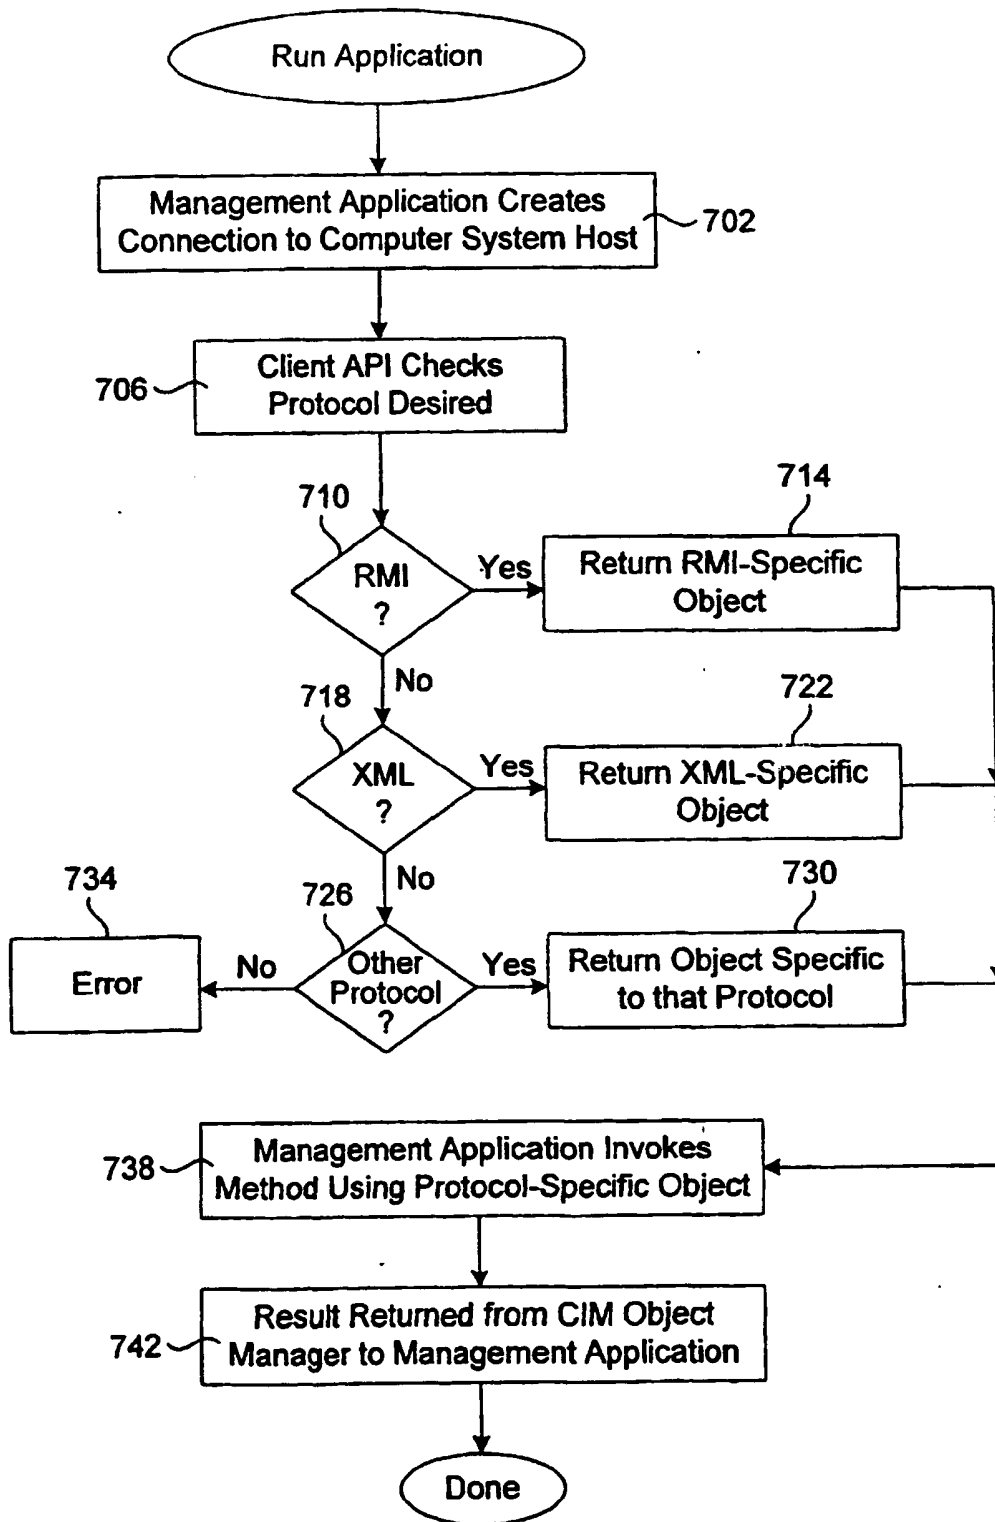 Run Application
Management Application Creates
Connection to Computer System Host
702
Client API Checks
Protocol Desired
706
710
RMI
?
Yes
714
Return RMI-Specific
Object
No
718
XML
?
Yes
722
Return XML-Specific
Object
No
734
Error
No
726
Other
Protocol
?
Yes
730
Return Object Specific
to that Protocol
738
Management Application Invokes
Method Using Protocol-Specific Object
742
Result Returned from CIM Object
Manager to Management Application
Done